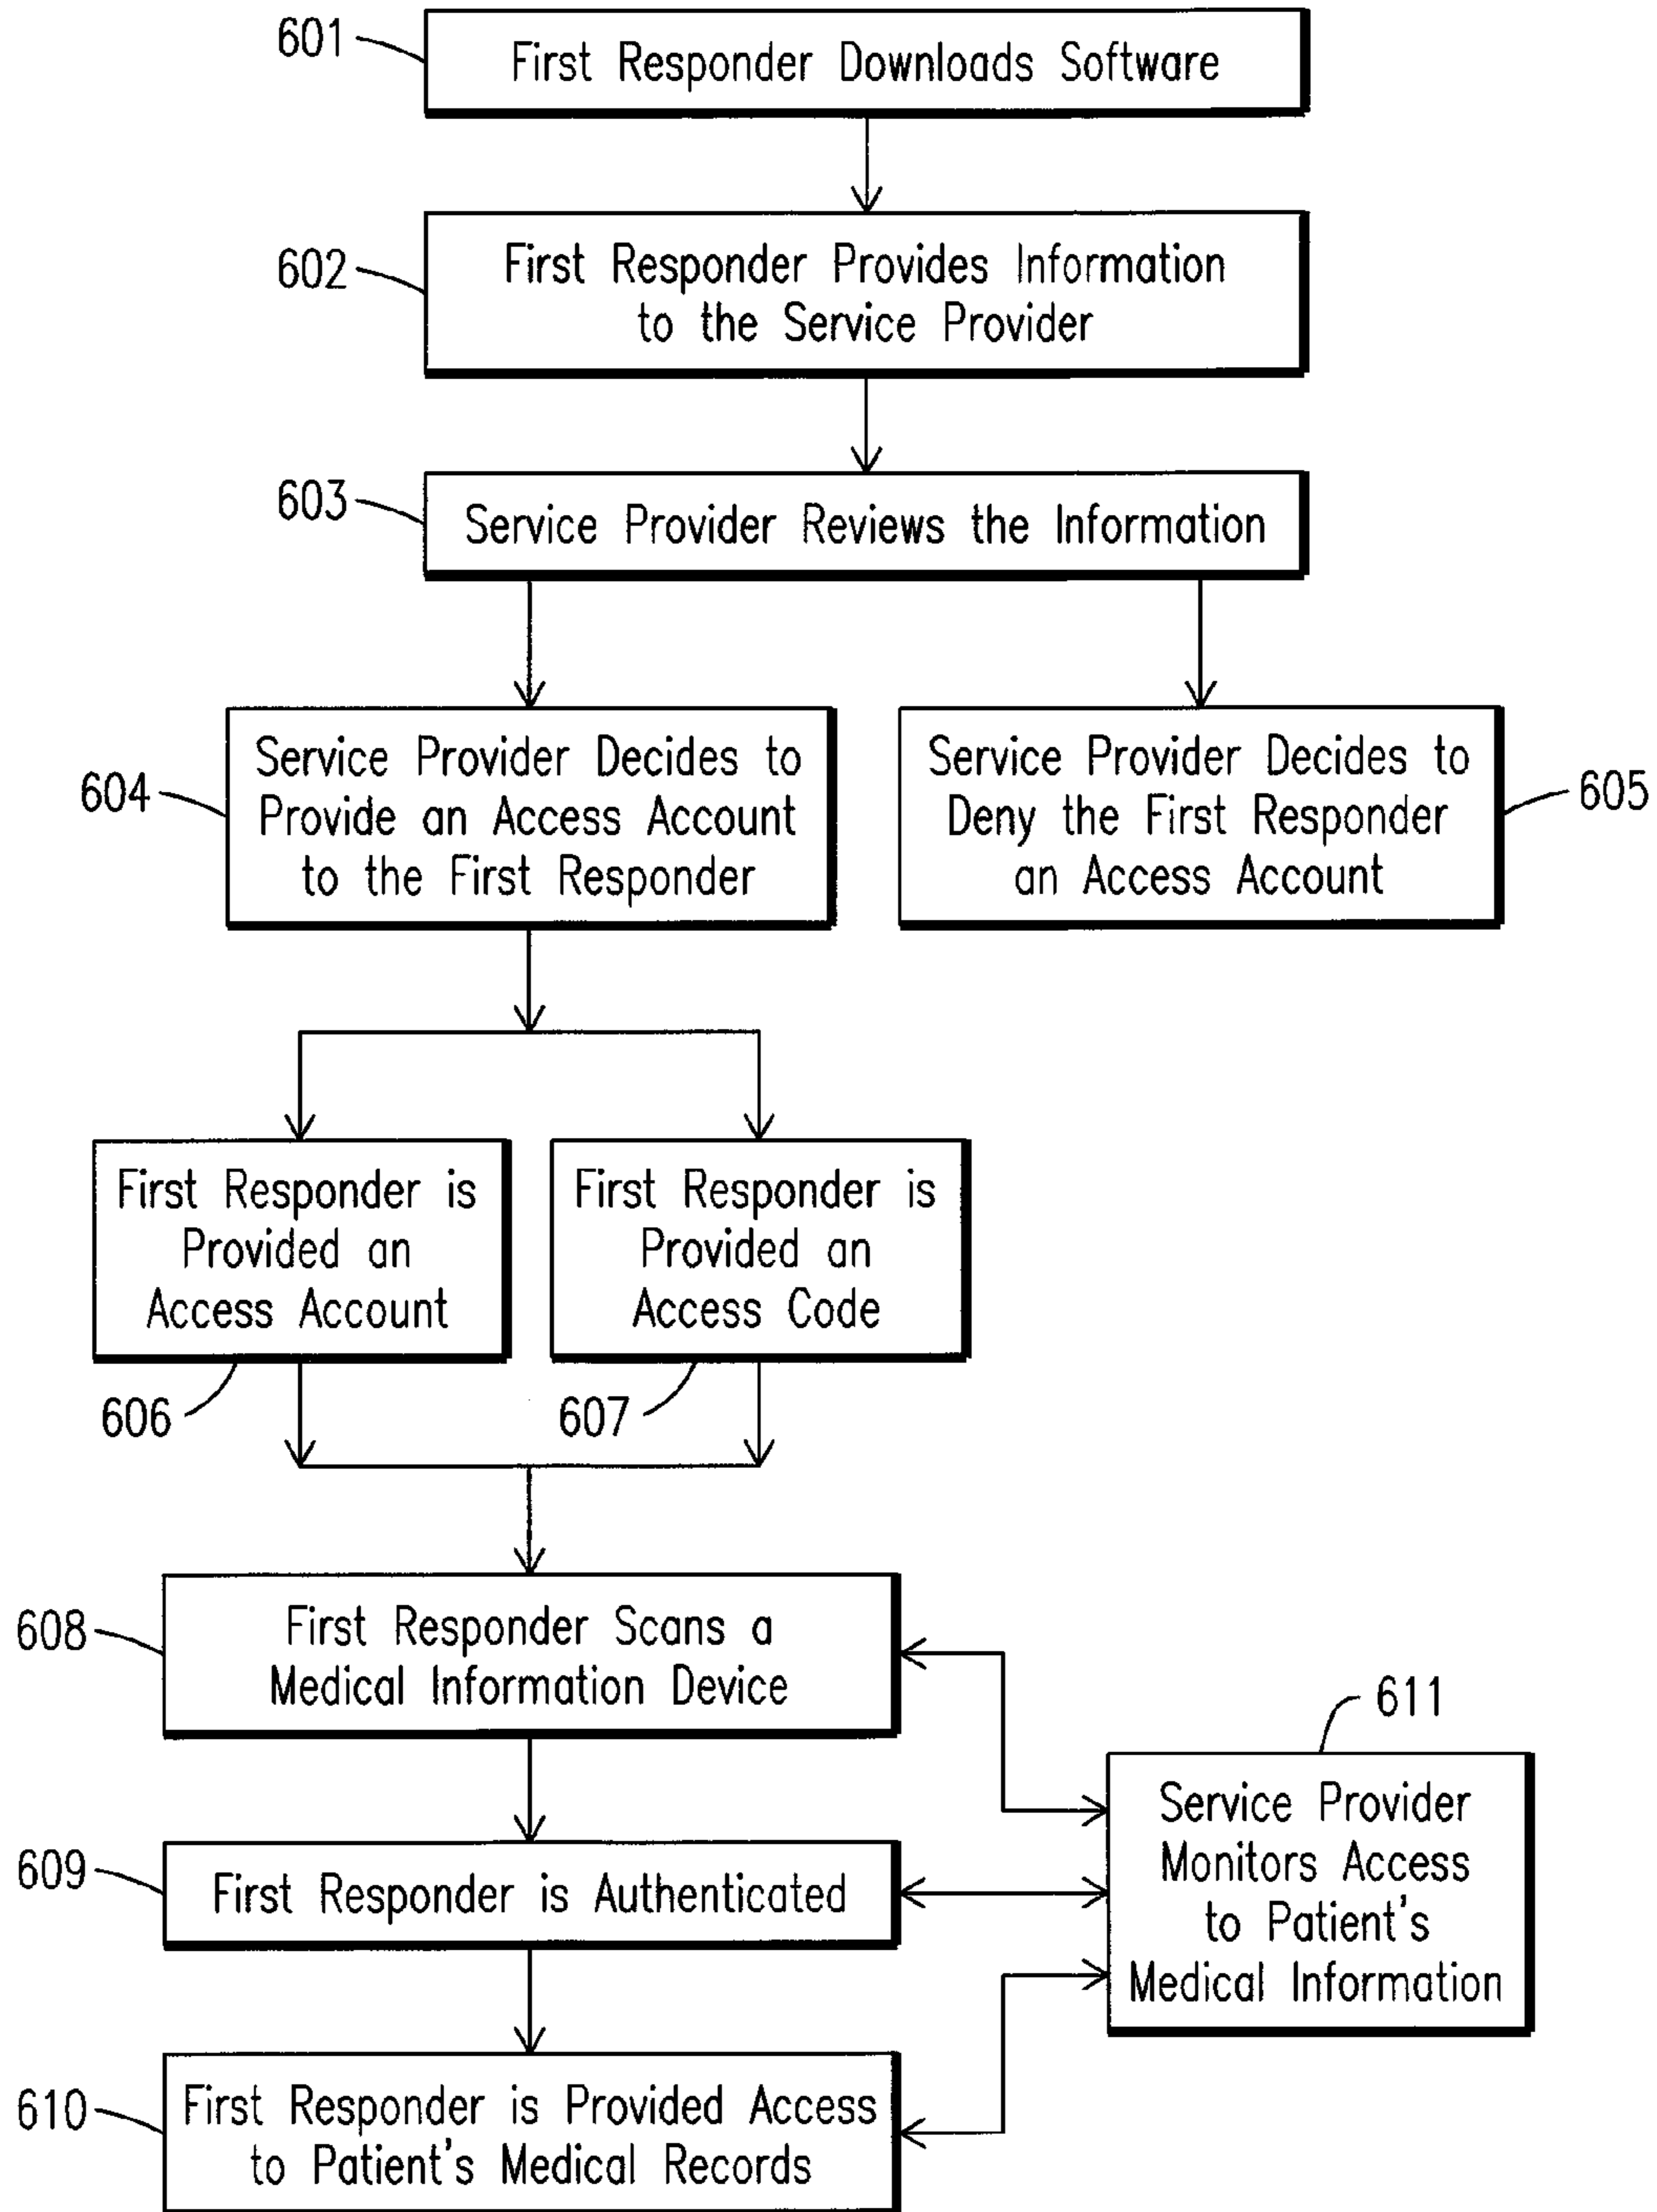 601
First Responder Downloads Software
602
First Responder Provides Information
to the Service Provider
603
Service Provider Reviews the Information
604
Service Provider Decides to
Provide an Access Account
to the First Responder
Service Provider Decides to
Deny the First Responder
an Access Account
605
First Responder is
Provided an
Access Account
606
First Responder is
Provided an
Access Code
607
608
First Responder Scans a
Medical Information Device
609
First Responder is Authenticated
610
First Responder is Provided Access
to Patient's Medical Records
611
Service Provider
Monitors Access
to Patient's
Medical Information